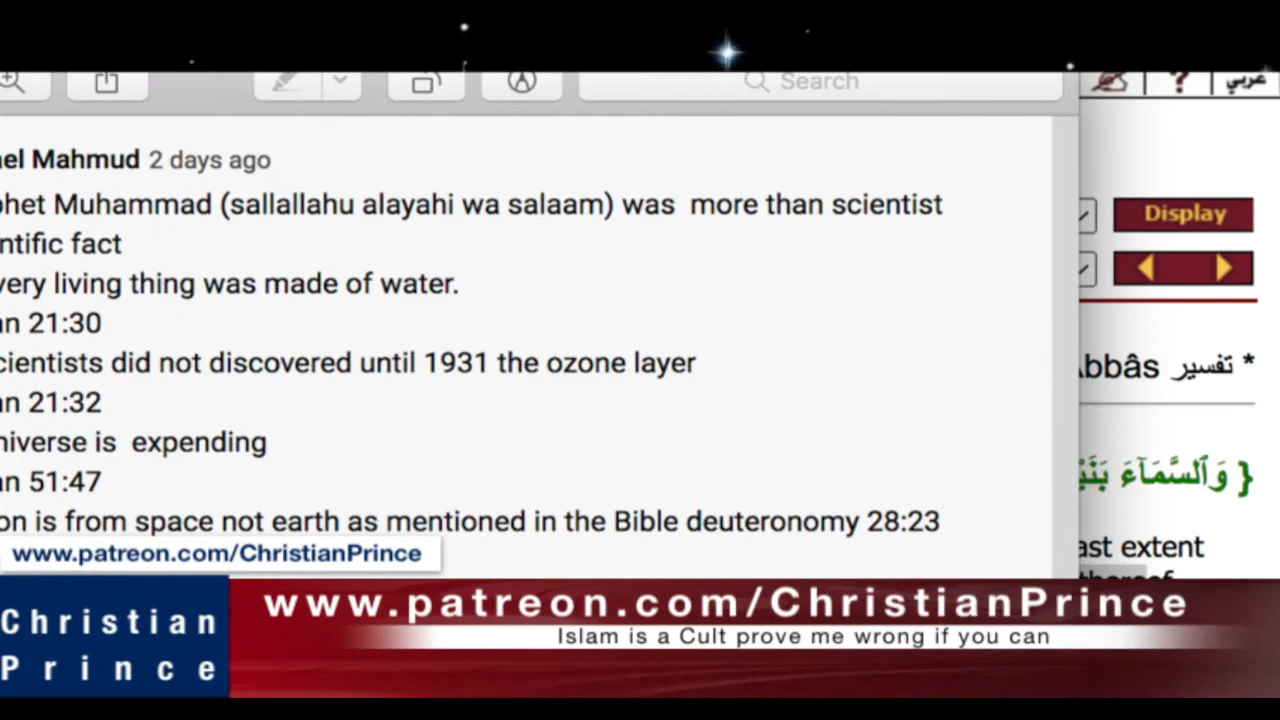 Search
عربي
ael Mahmud 2 days ago
phet Muhammad (sallallahu alayahi wa salaam) was more than scientist
ntific fact
very living thing was made of water.
an 21:30
cientists did not discovered until 1931 the ozone layer
an 21:32
niverse is expending
an 51:47
on is from space not earth as mentioned in the Bible deuteronomy 28:23
Display
Abbâs تفسير *
{ وَٱلسَّمَآءَ
ast extent
thereof
www.patreon.com/ChristianPrince
www.patreon.com/ChristianPrince
Islam is a Cult prove me wrong if you can
Christian
Prince